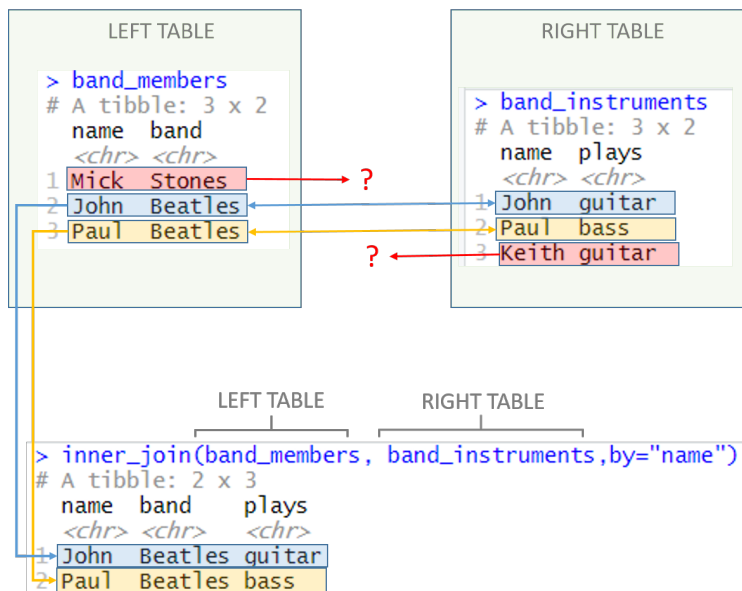 LEFT TABLE
> band_members
# A tibble: 3 x 2
name band
<chr> <chr>
1 Mick Stones
2 John Beatles
3 Paul Beatles
?
?
RIGHT TABLE
> band_instruments
# A tibble: 3 x 2
name plays
<chr> <chr>
1 John guitar
2 Paul bass
3 Keith guitar
LEFT TABLE RIGHT TABLE
> inner_join(band_members, band_instruments,by="name")
# A tibble: 2 x 3
name band plays
<chr> <chr> <chr>
1 John Beatles guitar
2 Paul Beatles bass